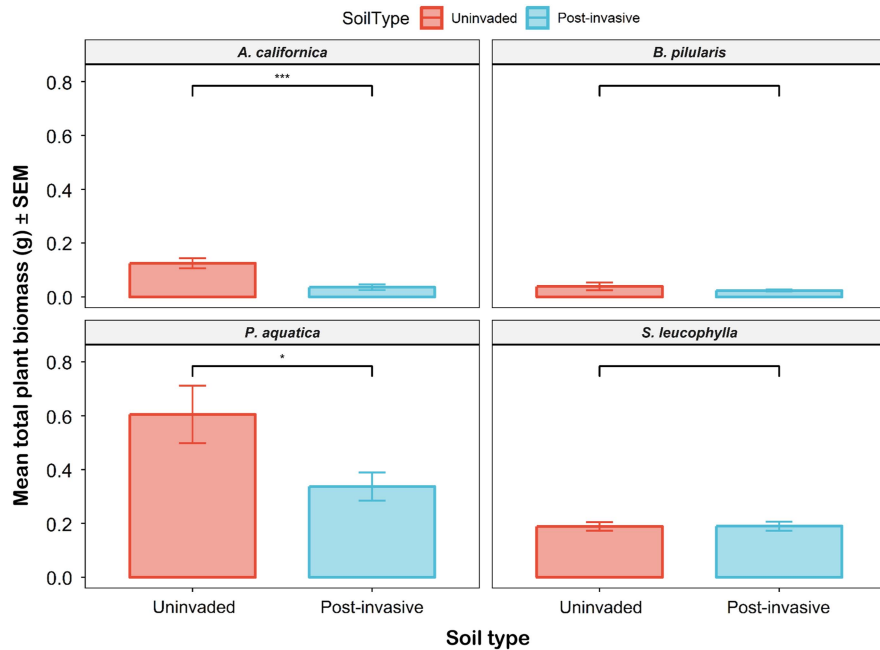 SoilType Uninvaded Post-invasive
A. californica
B. pilularis
***
0.8
0.6
0.4
0.2
0.0
P. aquatica
S. leucophylla
*
0.8
0.6
0.4
0.2
0.0
Mean total plant biomass (g) ± SEM
Uninvaded Post-invasive
Uninvaded Post-invasive
Soil type